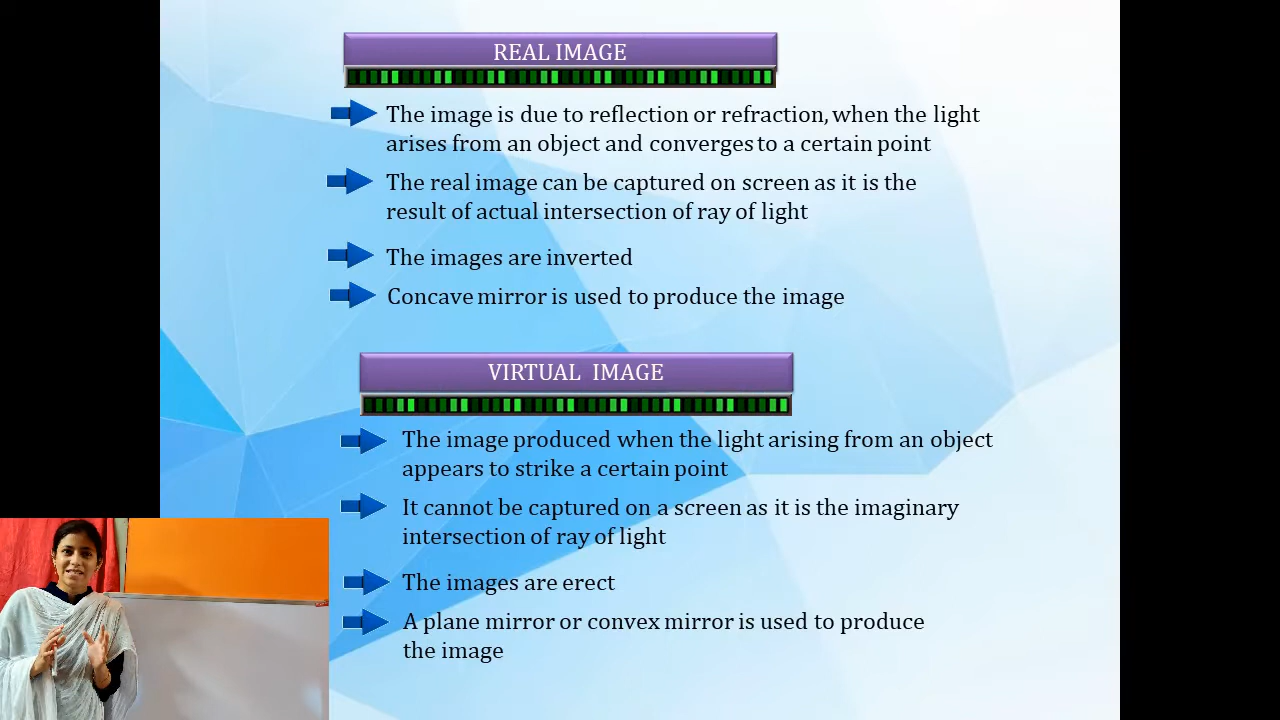 REAL IMAGE
The image is due to reflection or refraction, when the light
arises from an object and converges to a certain point
The real image can be captured on screen as it is the
result of actual intersection of ray of light
The images are inverted
Concave mirror is used to produce the image
VIRTUAL IMAGE
The image produced when the light arising from an object
appears to strike a certain point
It cannot be captured on a screen as it is the imaginary
intersection of ray of light
The images are erect
A plane mirror or convex mirror is used to produce
the image